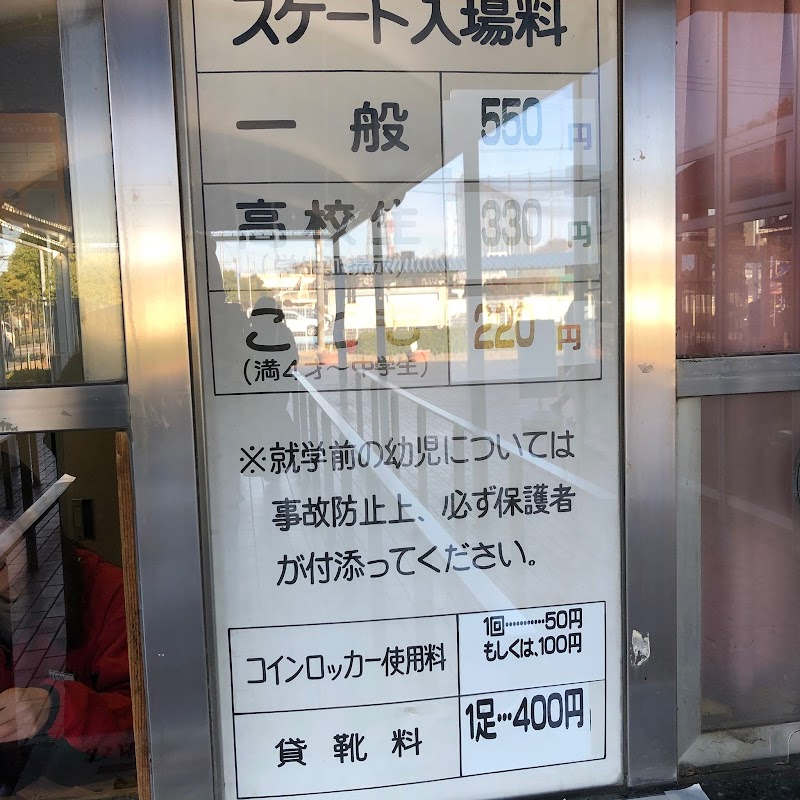 スケート入場料
一般 550円
高校生 330円
こども 220円
(満4才〜中学生)
※就学前の幼児については
事故防止上、必ず保護者
が付添ってください。
コインロッカー使用料 1回…………50円
もしくは、100円
貸靴料 1足…400円